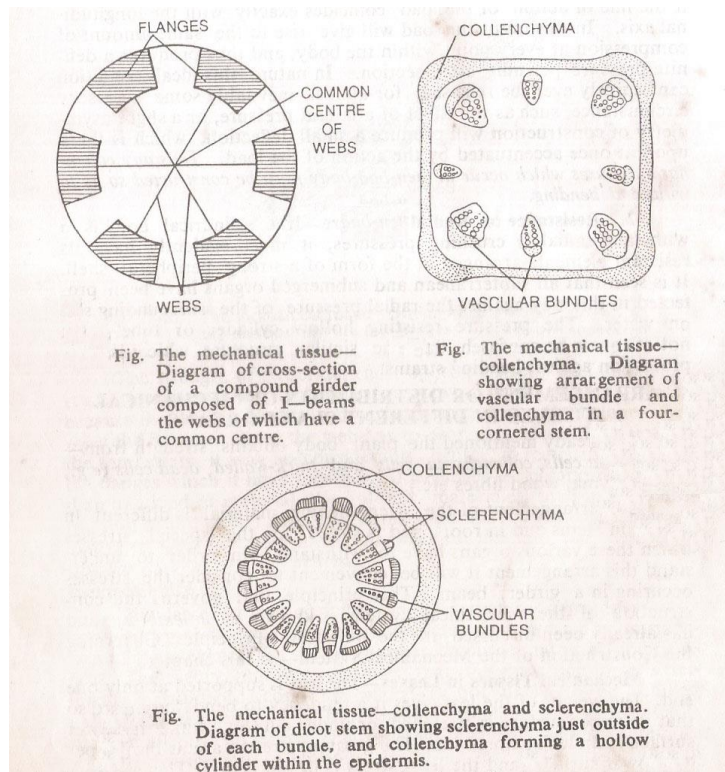 FLANGES
COMMON
CENTRE
OF
WEBS
WEBS
Fig. The mechanical tissue—
Diagram of cross-section
of a compound girder
composed of I—beams
the webs of which have a
common centre.
COLLENCHYMA
VASCULAR BUNDLES
Fig. The mechanical tissue-
collenchyma. Diagram
showing arrargement of
vascular bundle and
collenchyma in a four-
cornered stem.
COLLENCHYMA
SCLERENCHYMA
VASCULAR
BUNDLES
Fig. The mechanical tissue—collenchyma and sclerenchyma.
Diagram of dicot stem showing sclerenchyma just outside
of each bundle, and collenchyma forming a hollow
cylinder within the epidermis.